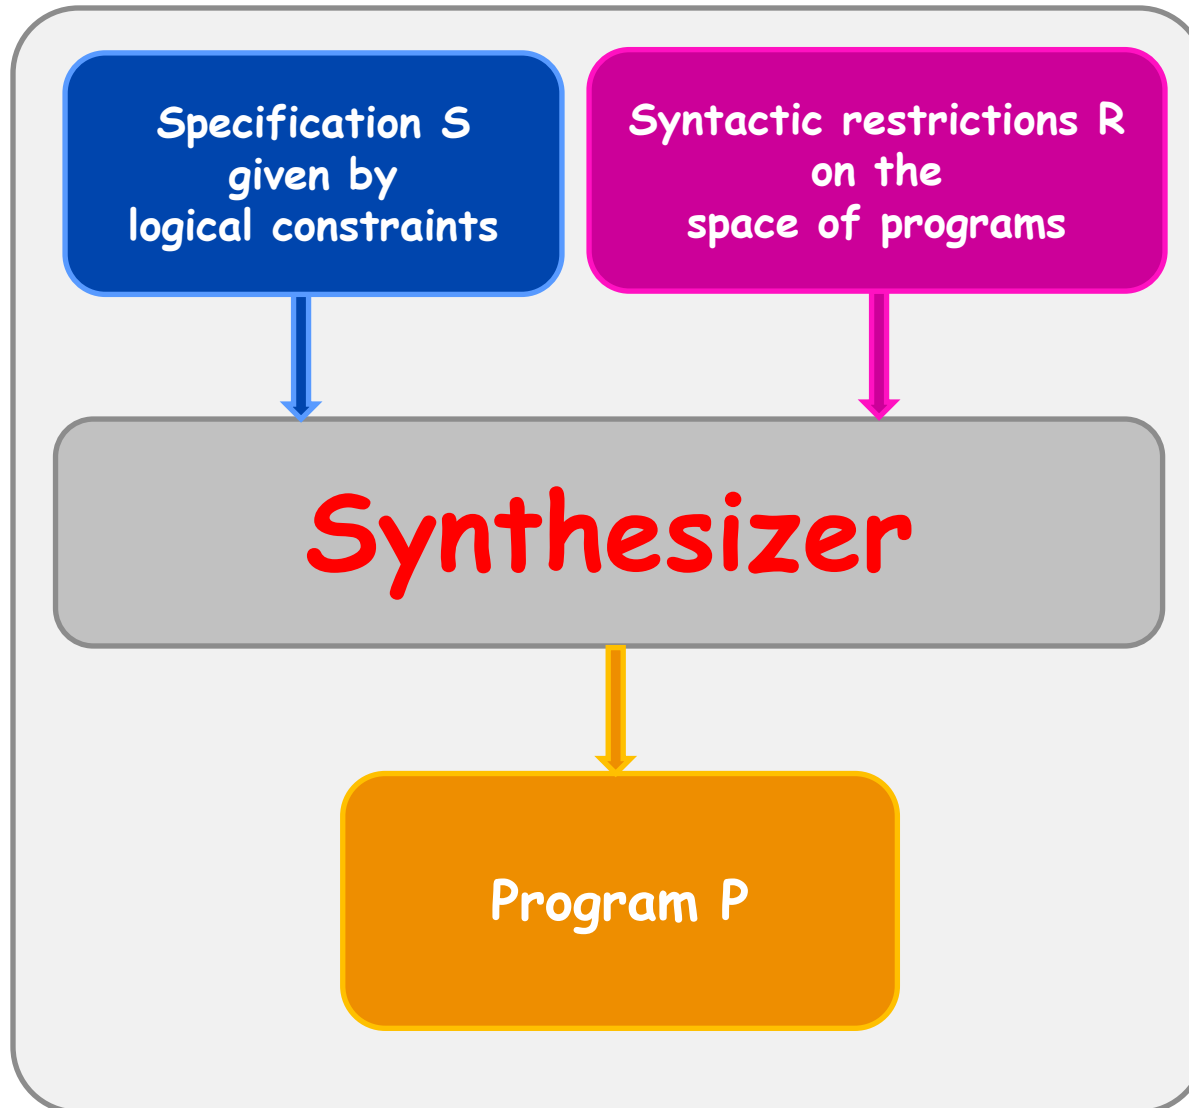 Specification S
given by
logical constraints
Syntactic restrictions R
on the
space of programs
Synthesizer
Program P